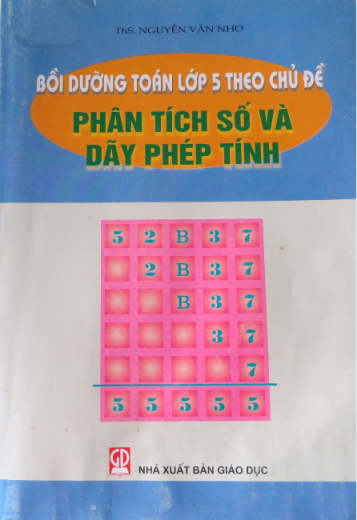 ThS. NGUYỄN VĂN NHO
BỒI DƯỠNG TOÁN LỚP 5 THEO CHỦ ĐỀ
PHÂN TÍCH SỐ VÀ
DÃY PHÉP TÍNH
5 2 B 3 7
2 B 3 7
B 3 7
3 7
7
5 5 5 5 5
GD
NHÀ XUẤT BẢN GIÁO DỤC